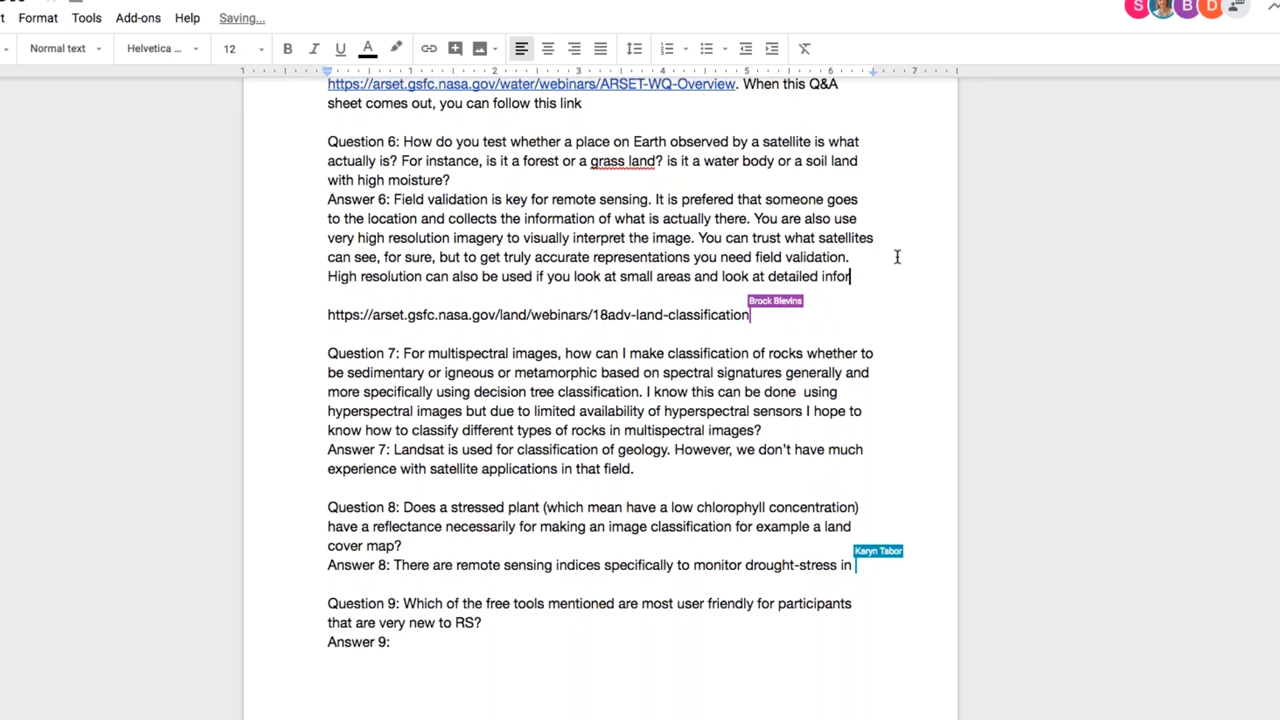 Format Tools Add-ons Help Saving...
Normal text Helvetica ... 12 B I U A
1 1 2 3 4 5 6 7
https://arset.gsfc.nasa.gov/water/webinars/ARSET-WQ-Overview. When this Q&A
sheet comes out, you can follow this link
Question 6: How do you test whether a place on Earth observed by a satellite is what
actually is? For instance, is it a forest or a grass land? is it a water body or a soil land
with high moisture?
Answer 6: Field validation is key for remote sensing. It is prefered that someone goes
to the location and collects the information of what is actually there. You are also use
very high resolution imagery to visually interpret the image. You can trust what satellites
can see, for sure, but to get truly accurate representations you need field validation.
High resolution can also be used if you look at small areas and look at detailed infor
Brock Blevins
https://arset.gsfc.nasa.gov/land/webinars/18adv-land-classification
Question 7: For multispectral images, how can I make classification of rocks whether to
be sedimentary or igneous or metamorphic based on spectral signatures generally and
more specifically using decision tree classification. I know this can be done  using
hyperspectral images but due to limited availability of hyperspectral sensors I hope to
know how to classify different types of rocks in multispectral images?
Answer 7: Landsat is used for classification of geology. However, we don't have much
experience with satellite applications in that field.
Question 8: Does a stressed plant (which mean have a low chlorophyll concentration)
have a reflectance necessarily for making an image classification for example a land
cover map?
Karyn Tabor
Answer 8: There are remote sensing indices specifically to monitor drought-stress in
Question 9: Which of the free tools mentioned are most user friendly for participants
that are very new to RS?
Answer 9: